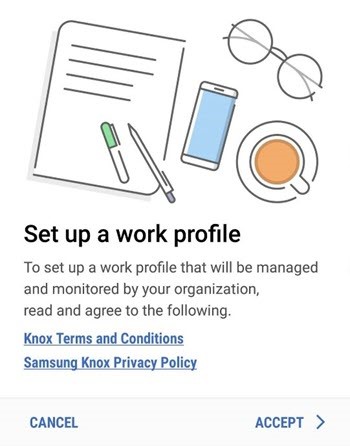 Set up a work profile
To set up a work profile that will be managed
and monitored by your organization,
read and agree to the following.
Knox Terms and Conditions
Samsung Knox Privacy Policy
CANCEL
ACCEPT